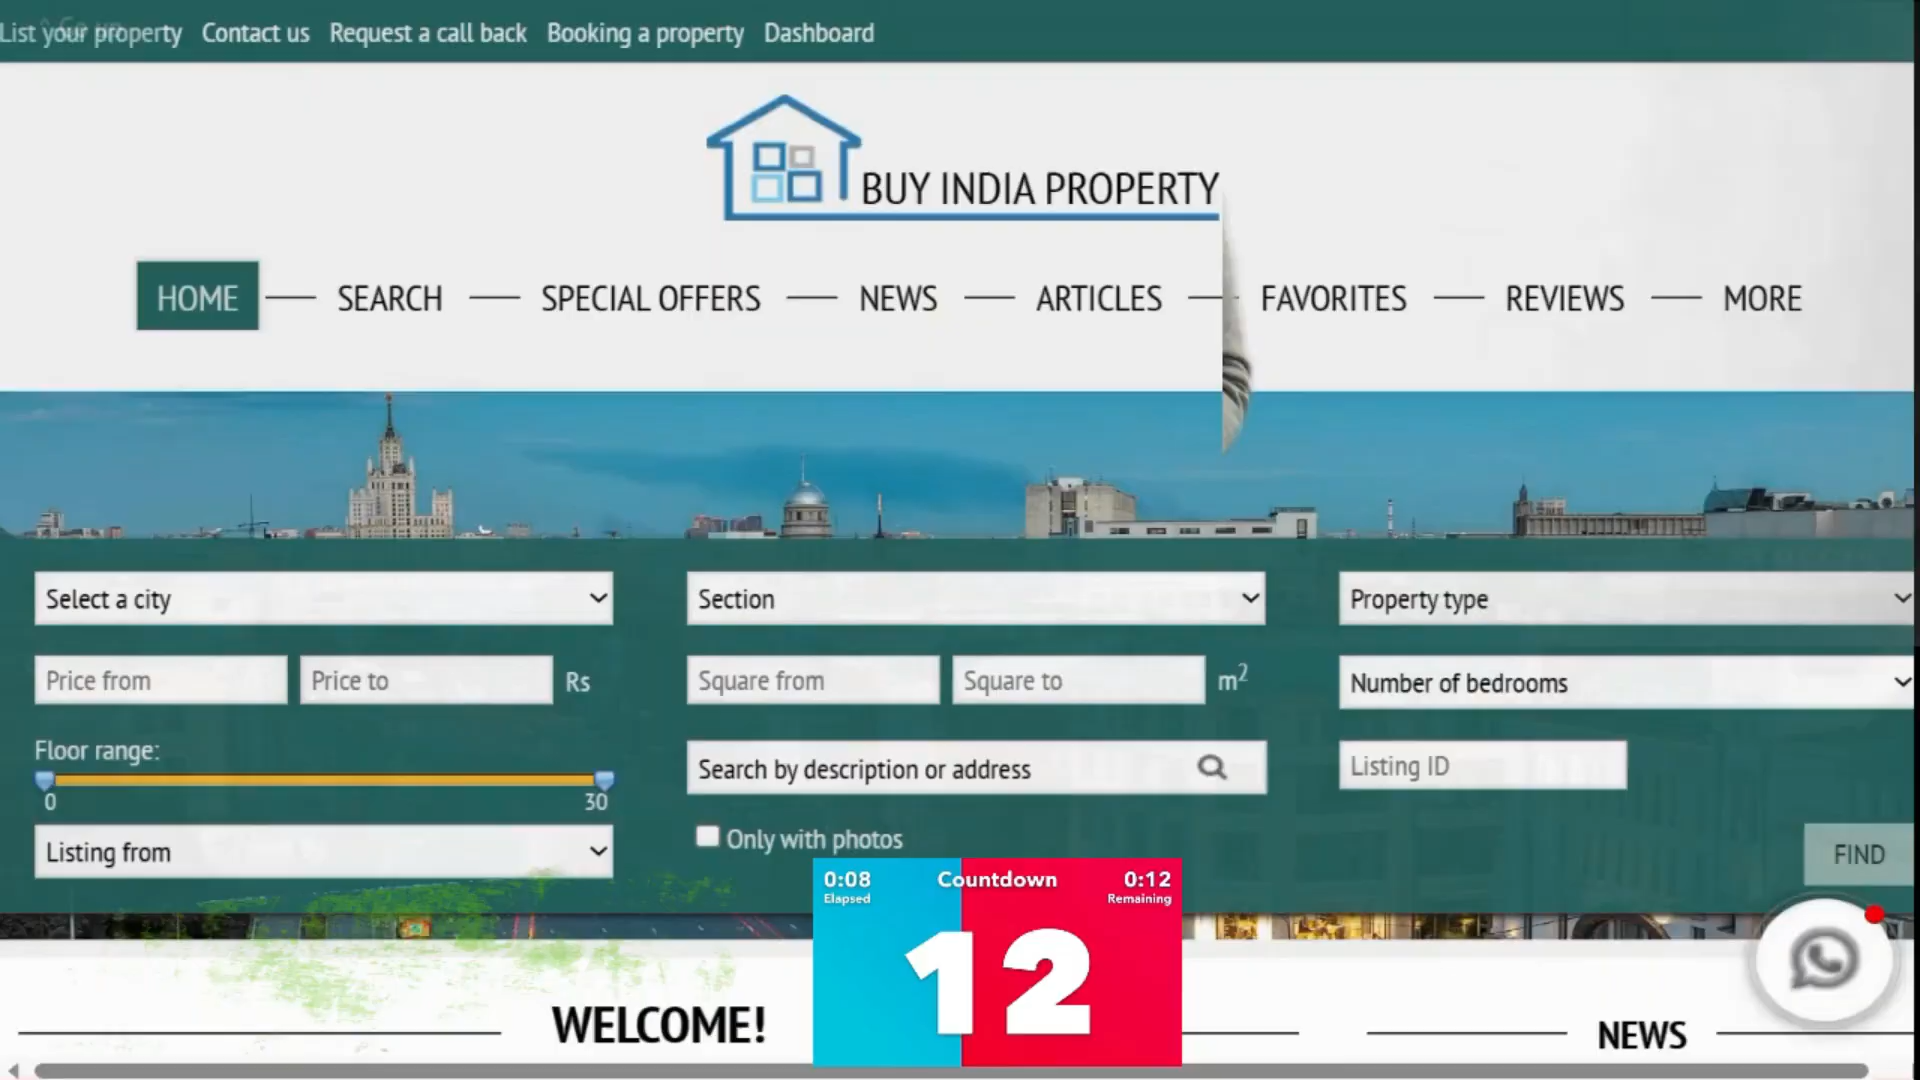 List your property Contact us Request a call back Booking a property Dashboard
BUY INDIA PROPERTY
HOME SEARCH SPECIAL OFFERS NEWS ARTICLES FAVORITES REVIEWS MORE
Select a city Section Property type
Price from Price to Rs Square from Square to m² Number of bedrooms
Floor range:
0 30
Search by description or address Listing ID
Listing from Only with photos FIND
0:08 Countdown 0:12
Elapsed Remaining
12
WELCOME! NEWS